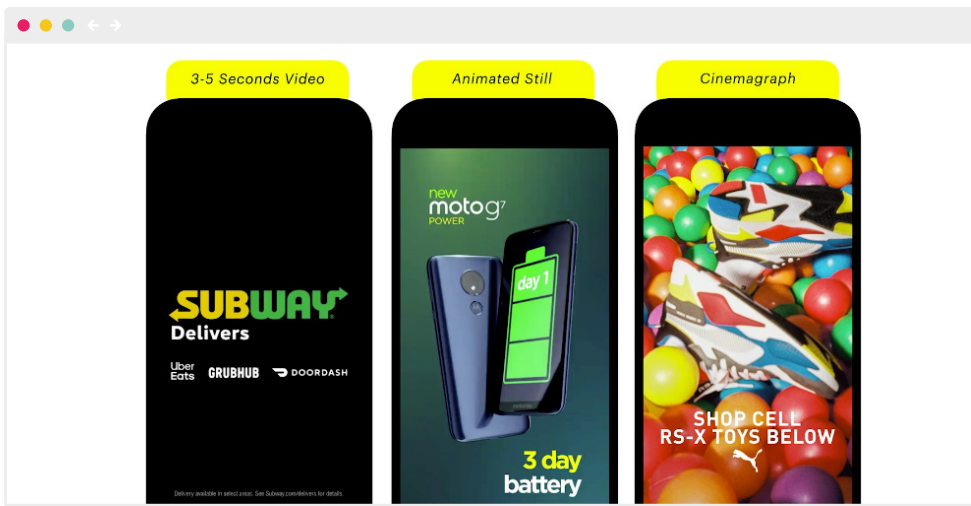 3-5 Seconds Video
SUBWAY
Delivers
Uber
Eats
GRUBHUB
DOORDASH
Delivery available in select areas. See Subway.com/delivers for details.
Animated Still
new
moto g7
POWER
day 1
3 day
battery
Cinemagraph
SHOP CELL
RS-X TOYS BELOW